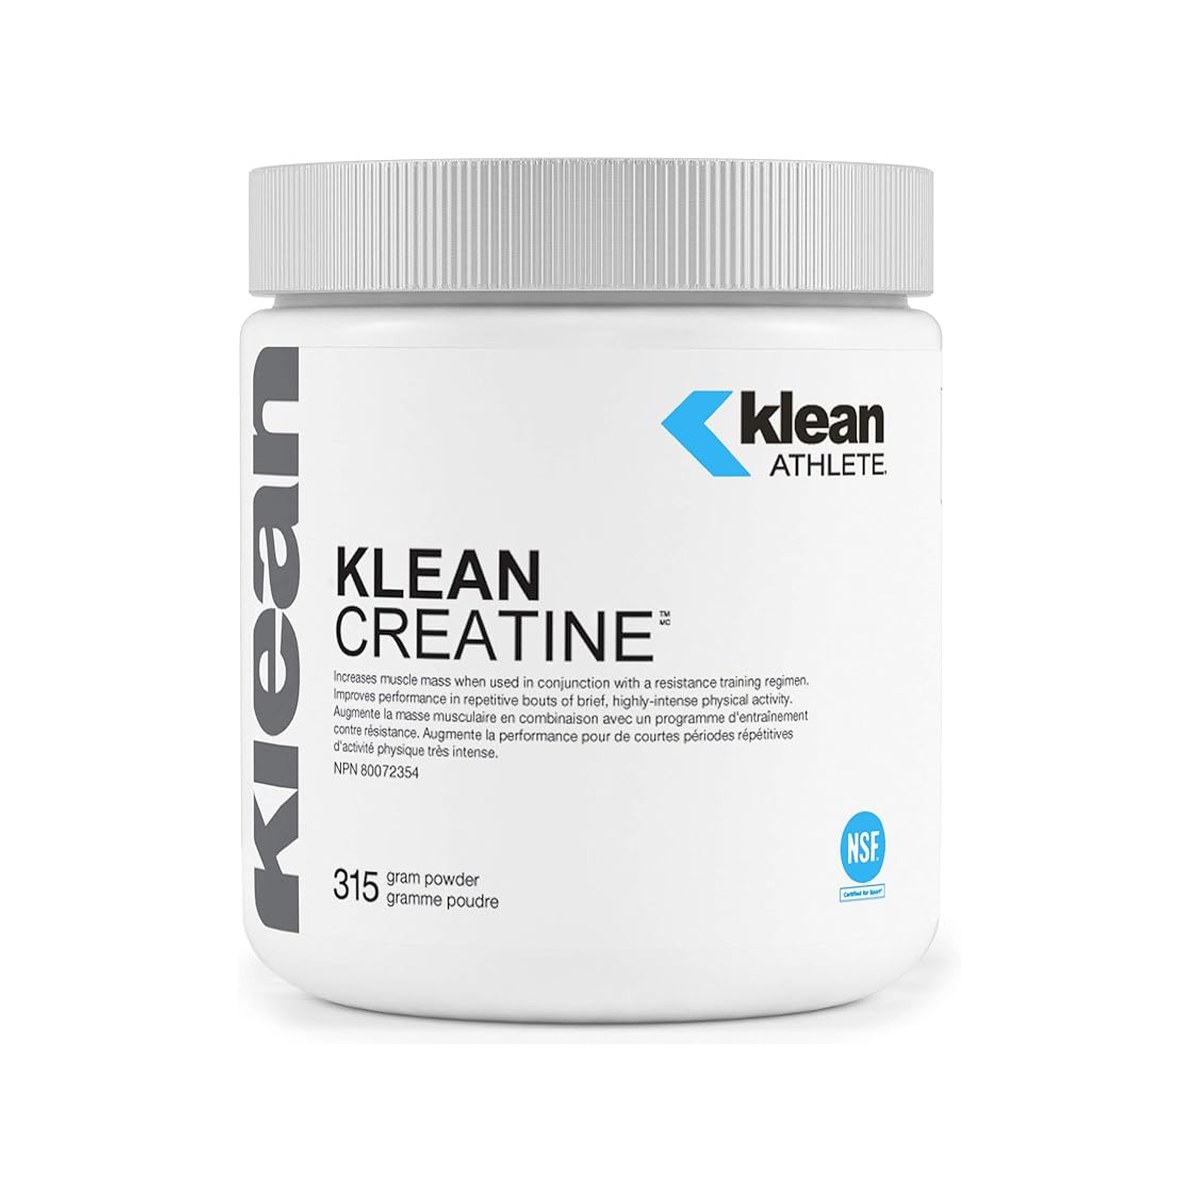 klean
klean
ATHLETE®
KLEAN
CREATINE™
MC
Increases muscle mass when used in conjunction with a resistance training regimen.
Improves performance in repetitive bouts of brief, highly-intense physical activity.
Augmente la masse musculaire en combinaison avec un programme d'entraînement
contre résistance. Augmente la performance pour de courtes périodes répétitives
d'activité physique très intense.
NPN 80072354
315 gram powder
gramme poudre
NSF®
Certified for Sport®